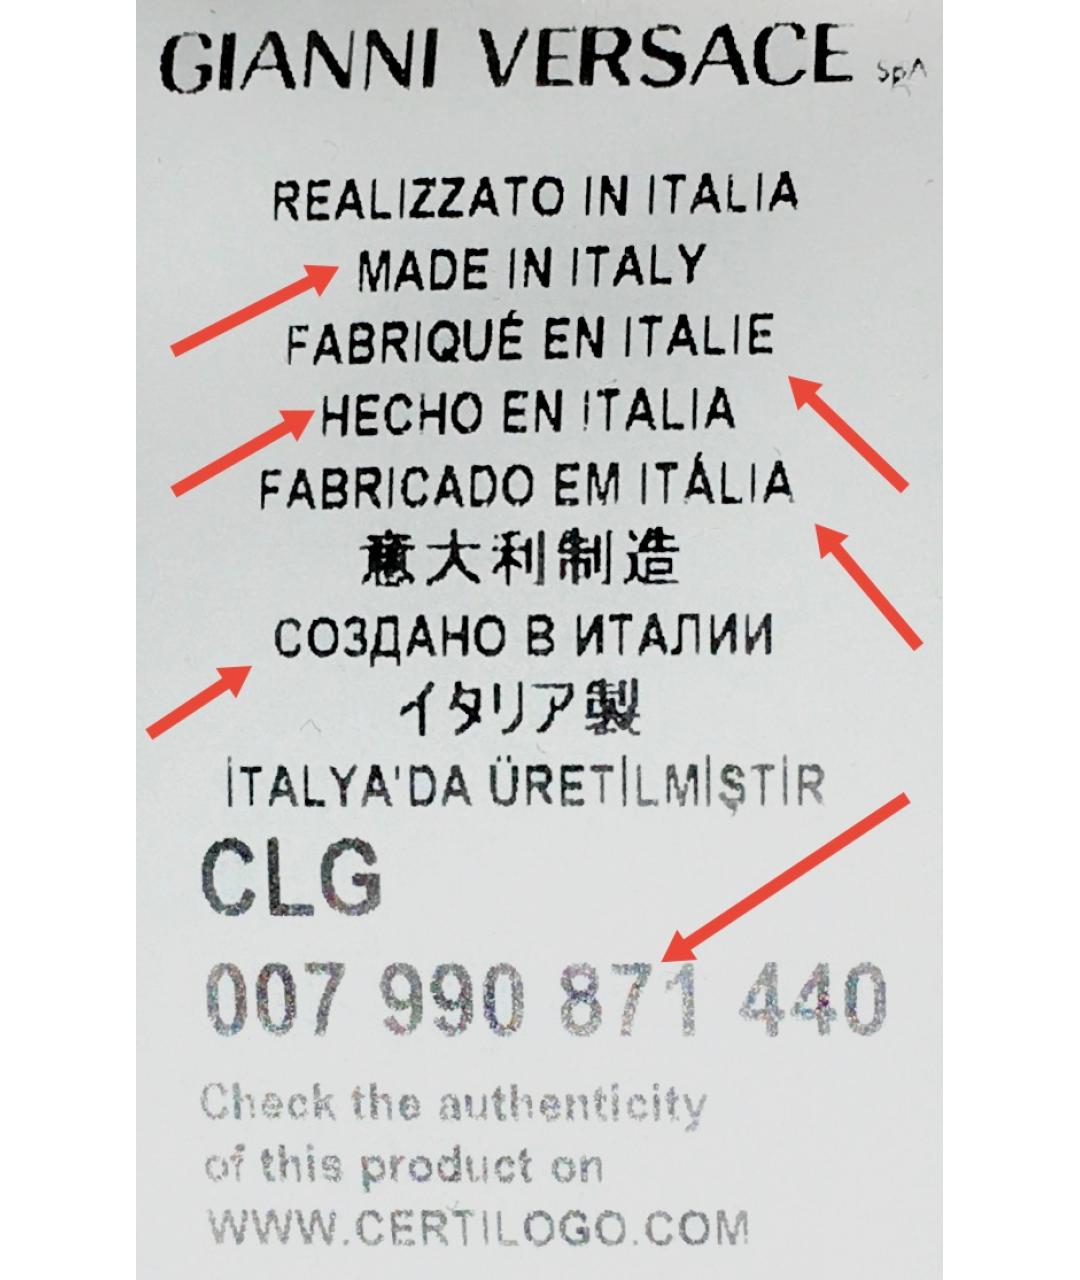 GIANNI VERSACE SpA
REALIZZATO IN ITALIA
MADE IN ITALY
FABRIQUÉ EN ITALIE
HECHO EN ITALIA
FABRICADO EM ITÁLIA
意大利制造
СОЗДАНО В ИТАЛИИ
イタリア製
İTALYA'DA ÜRETİLMİŞTİR
CLG
007 990 871 440
Check the authenticity
of this product on
WWW.CERTILOGO.COM